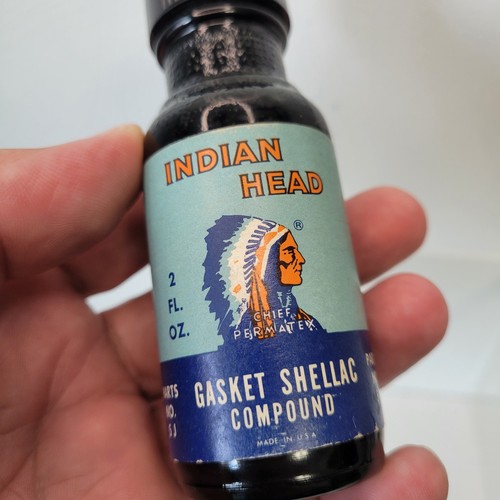 INDIAN
HEAD
®
2
FL.
OZ.
CHIEF
PERMATEX
GASKET SHELLAC
COMPOUND
MADE IN U.S.A